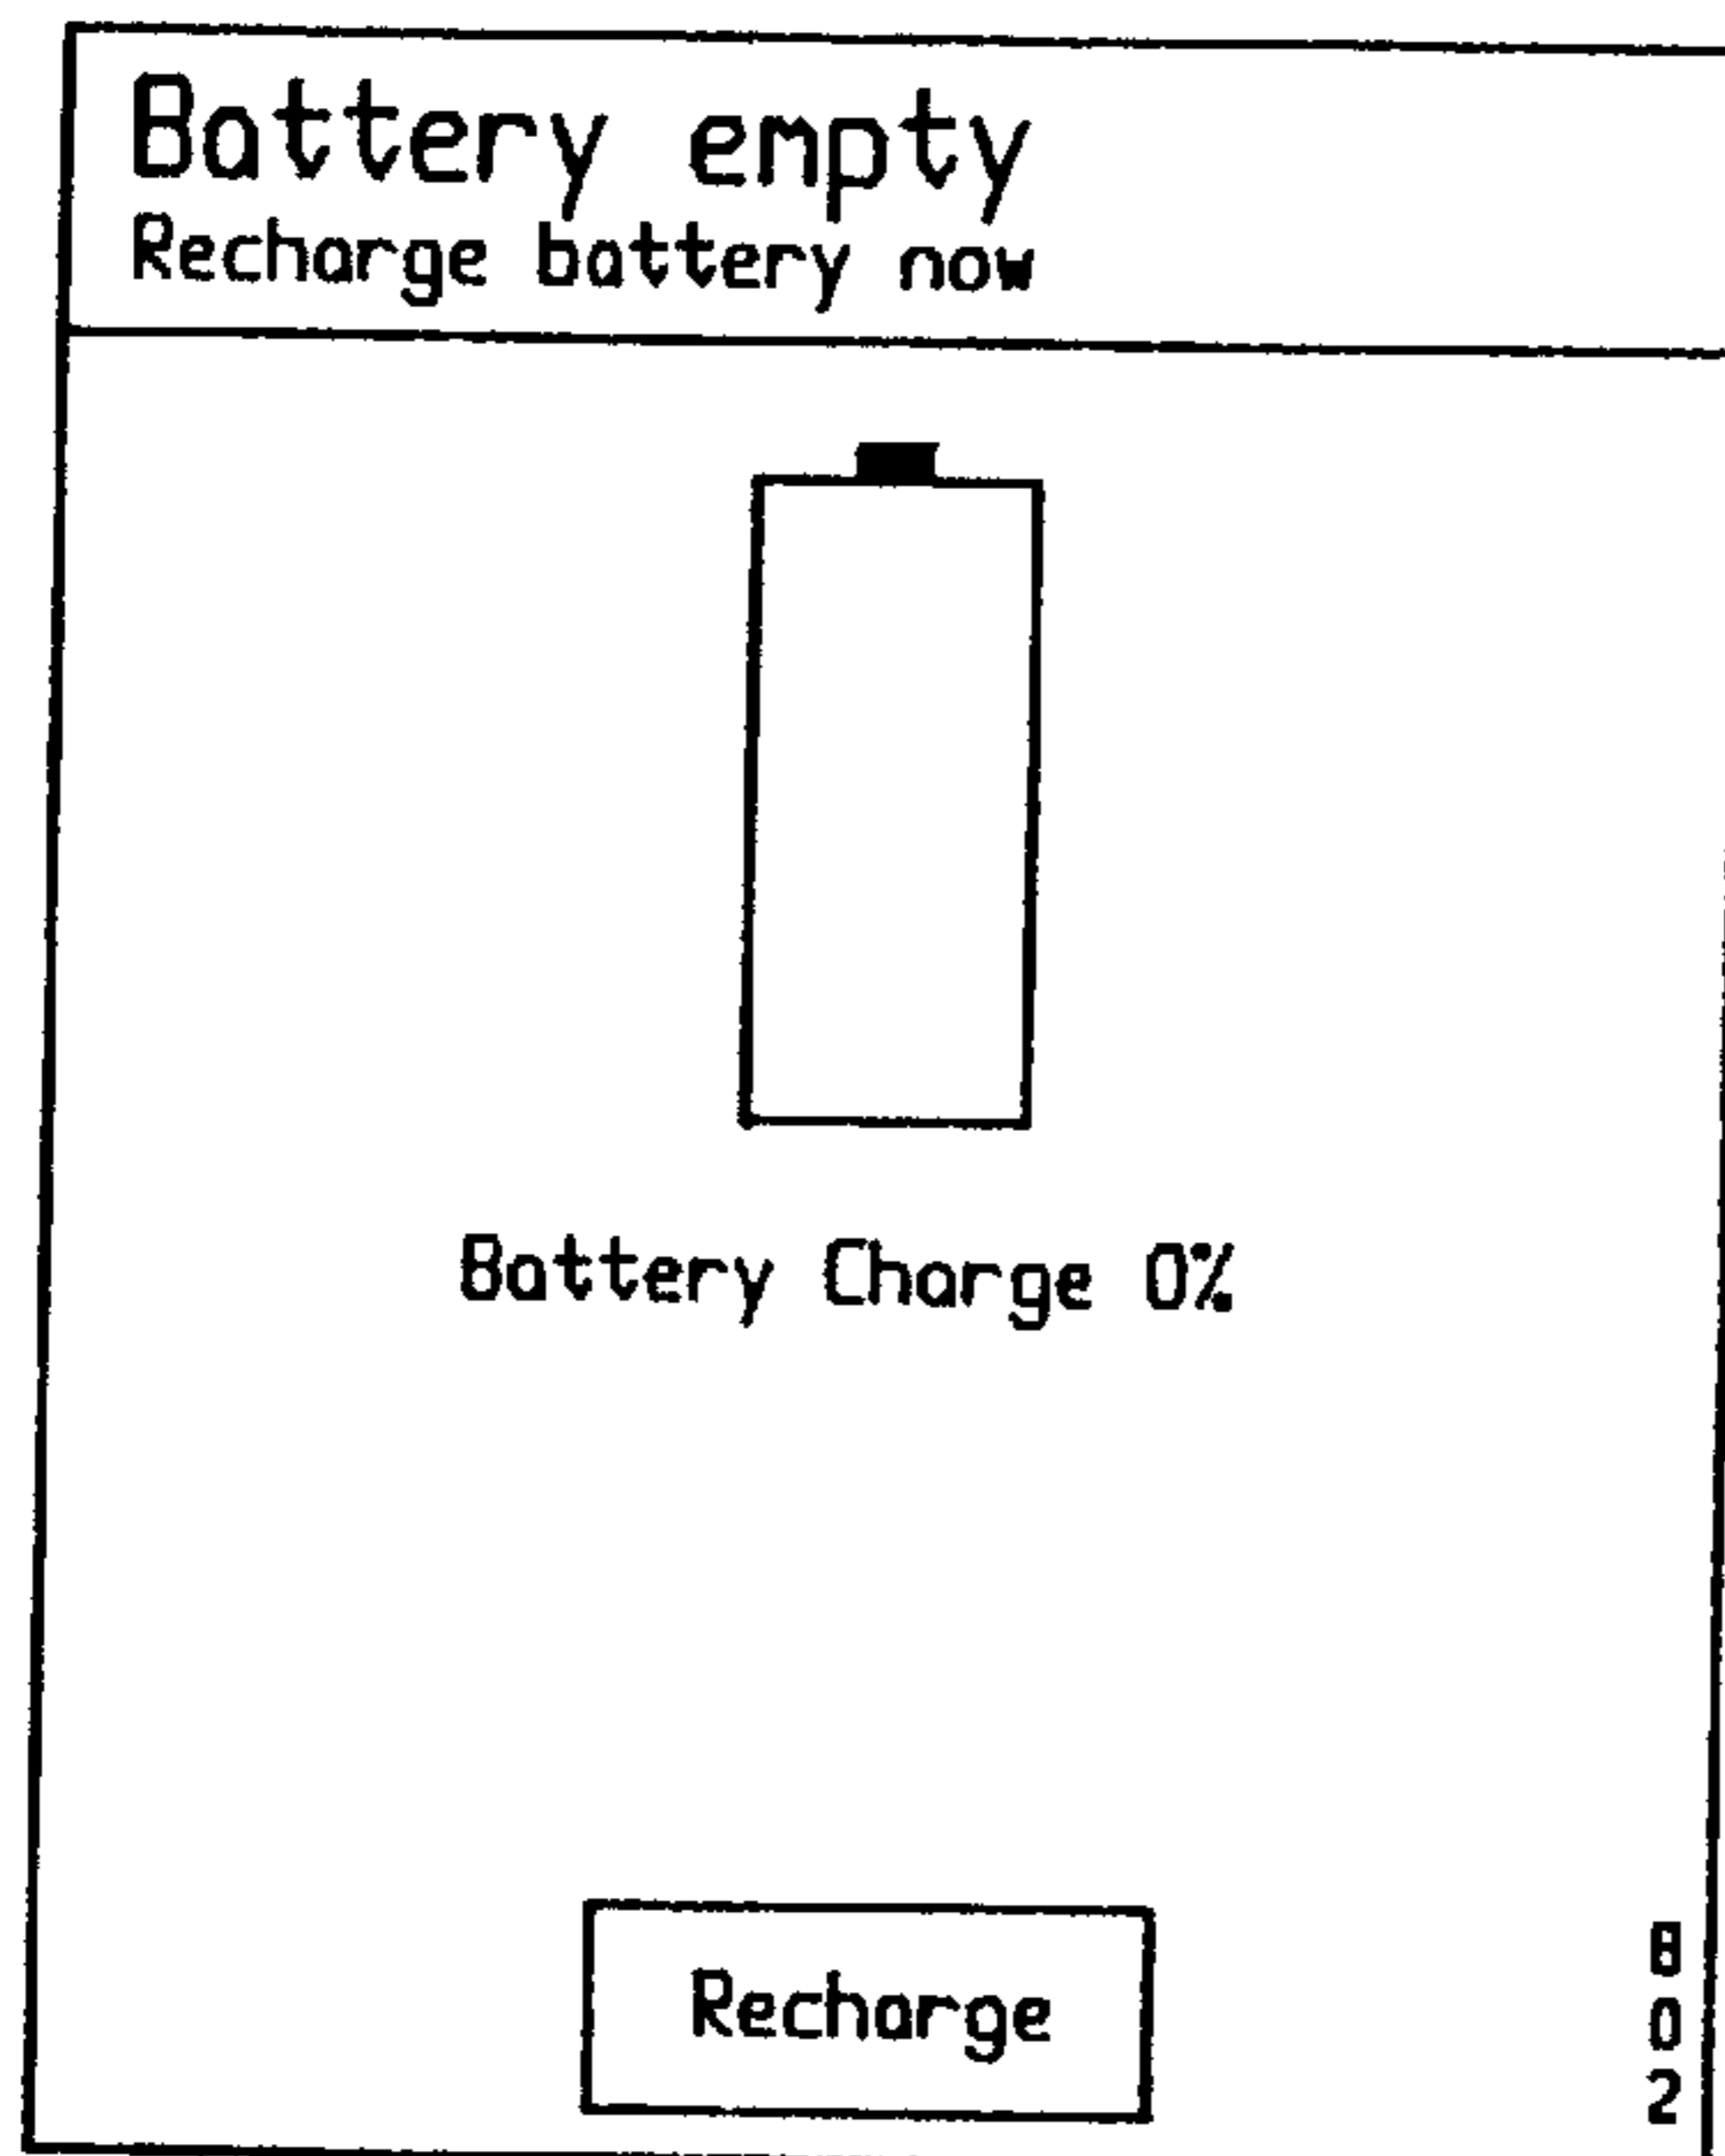 Battery empty
Recharge battery now
Battery Charge 0%
Recharge
8
0
2